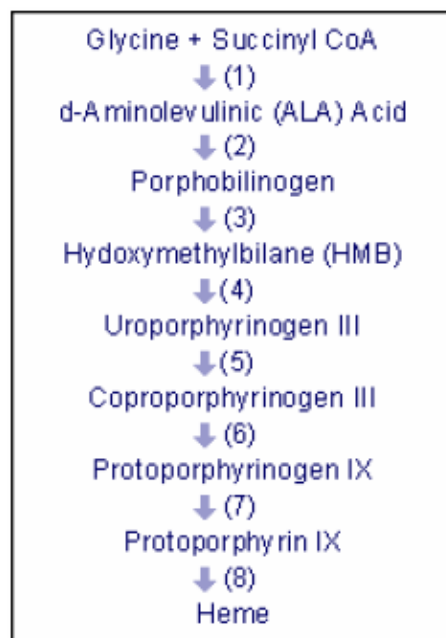 Glycine + Succinyl CoA
(1)
d-Aminolevulinic (ALA) Acid
(2)
Porphobilinogen
(3)
Hydoxymethylbilane (HMB)
(4)
Uroporphyrinogen III
(5)
Coproporphyrinogen III
(6)
Protoporphyrinogen IX
(7)
Protoporphyrin IX
(8)
Heme